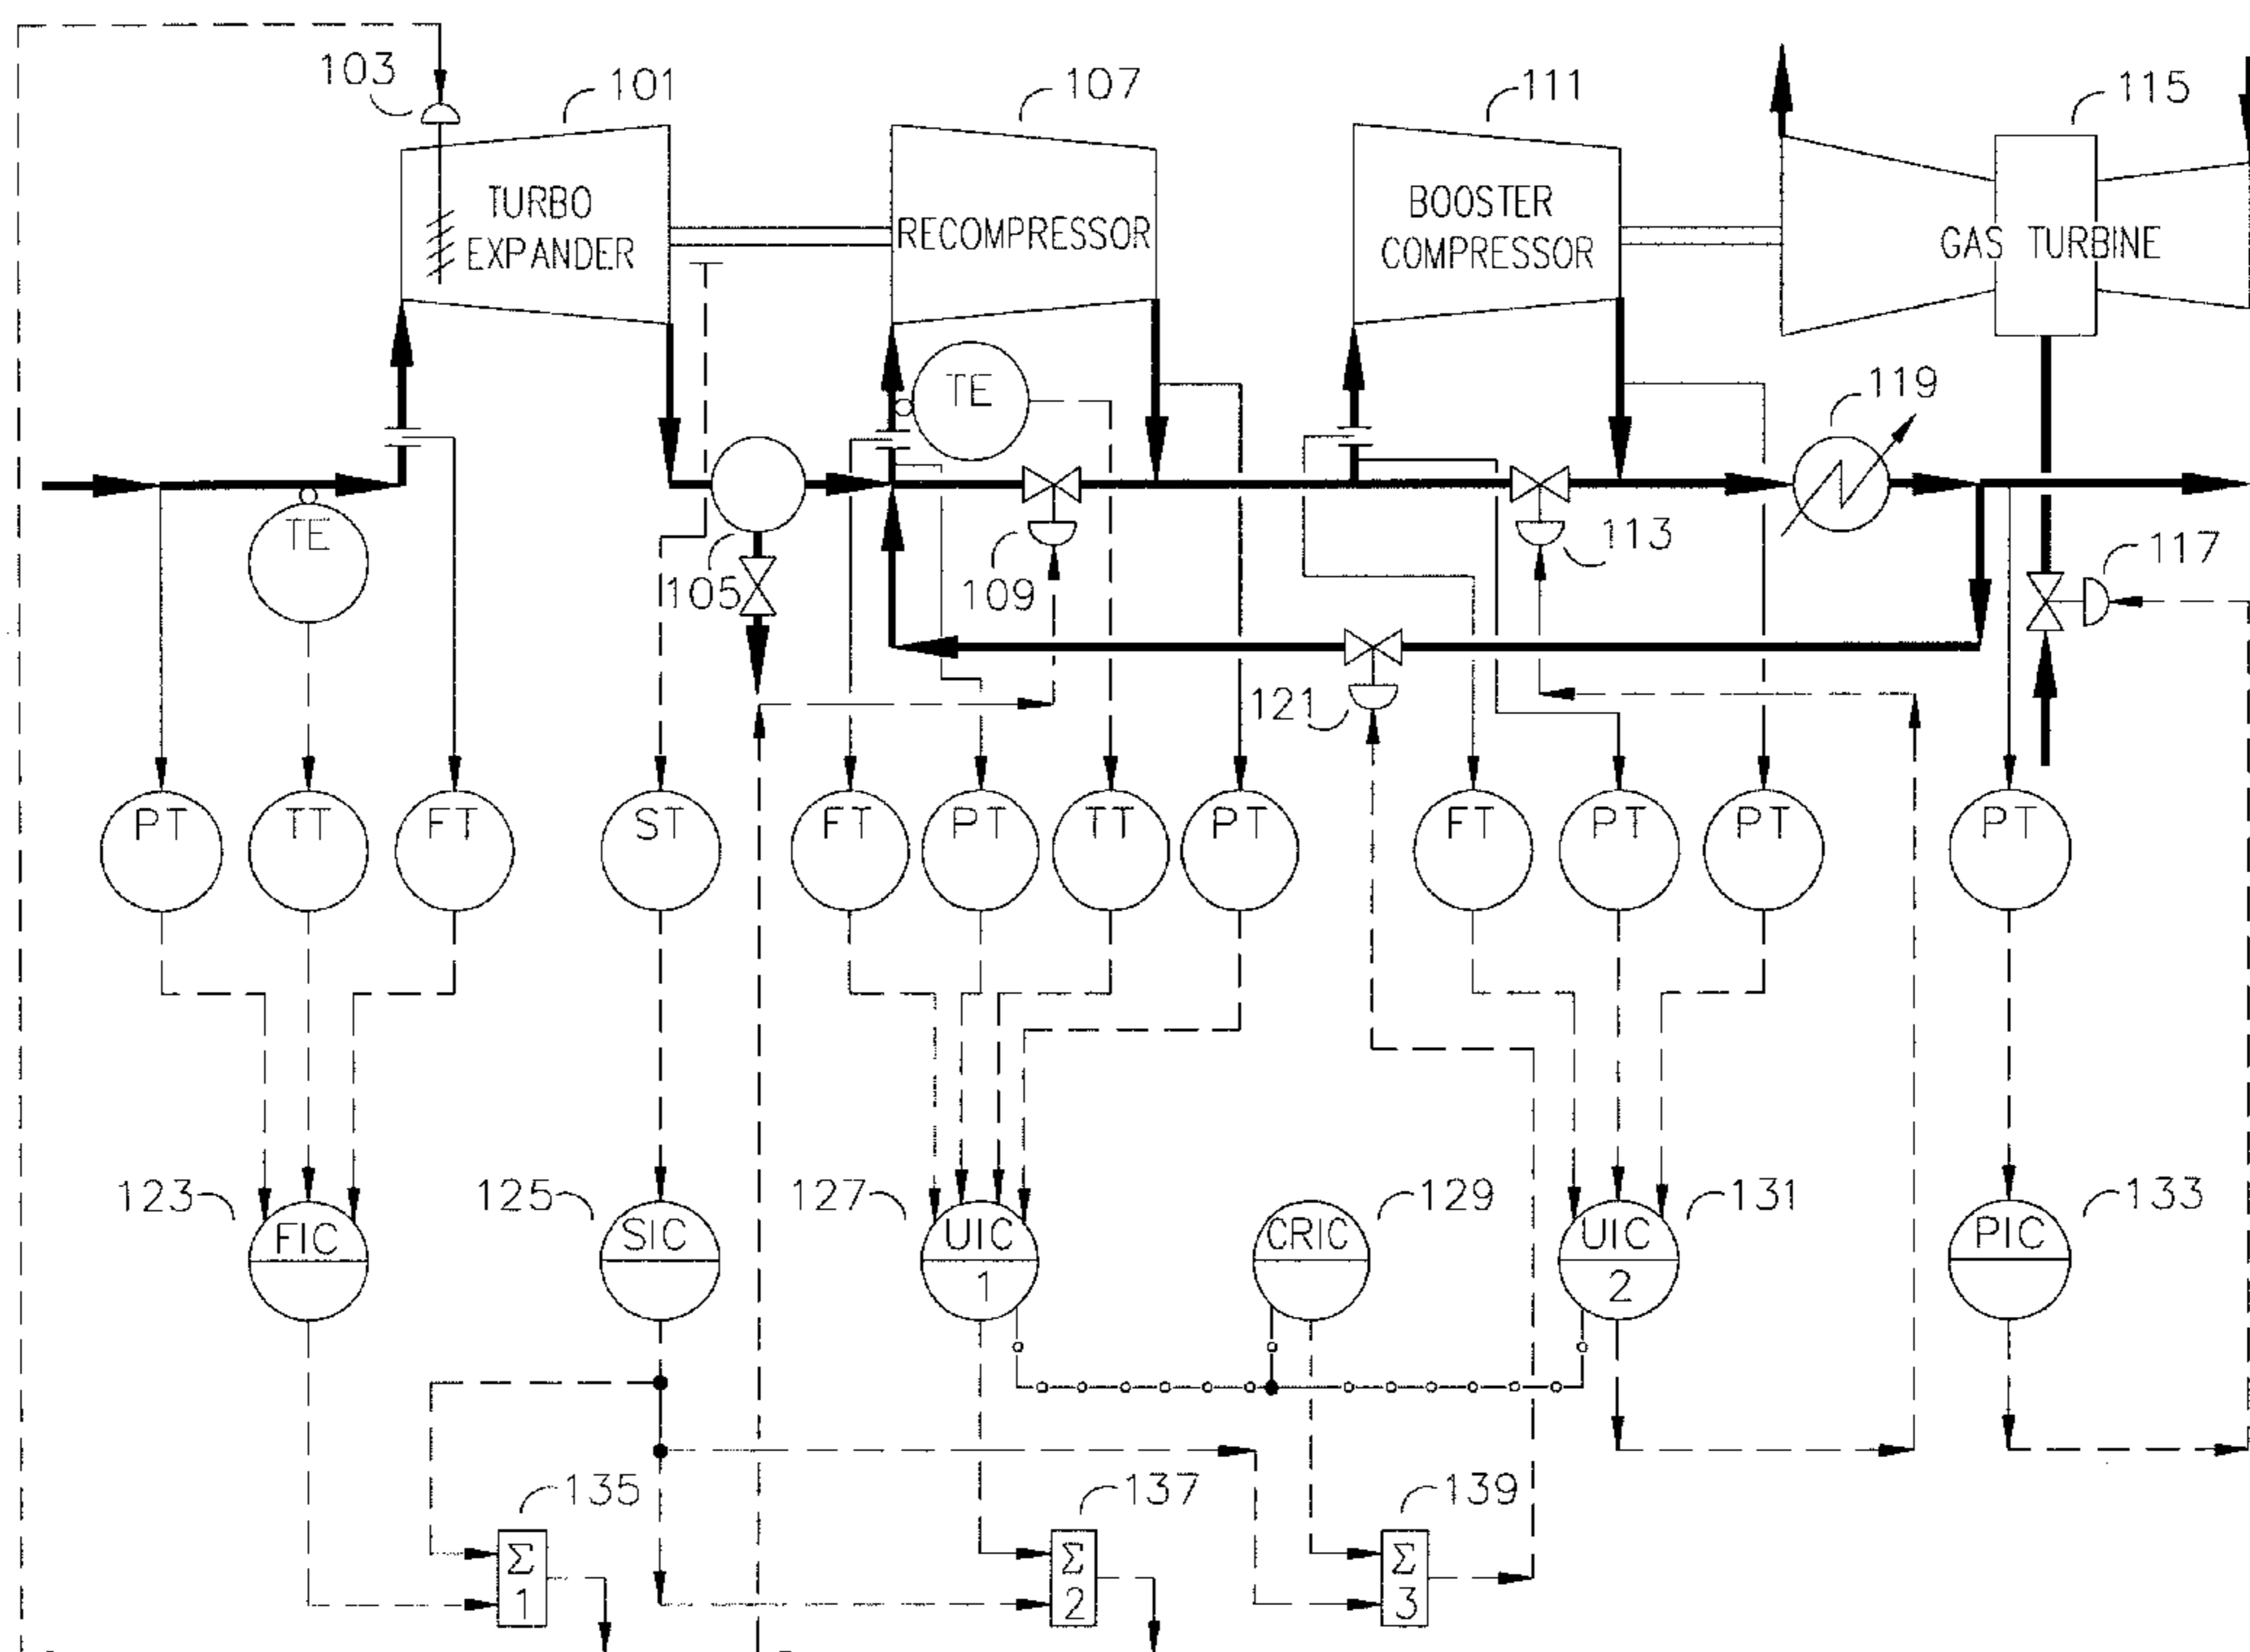 103
101
107
111
115
TURBO
EXPANDER
RECOMPRESSOR
BOOSTER
COMPRESSOR
GAS TURBINE
TE
119
TE
105
109
113
117
121
PT
TT
FT
ST
FT
PT
TT
PT
FT
PT
PT
PT
123
FIC
125
SIC
127
UIC
1
129
CRIC
131
UIC
2
133
PIC
135
Σ
1
137
Σ
2
139
Σ
3